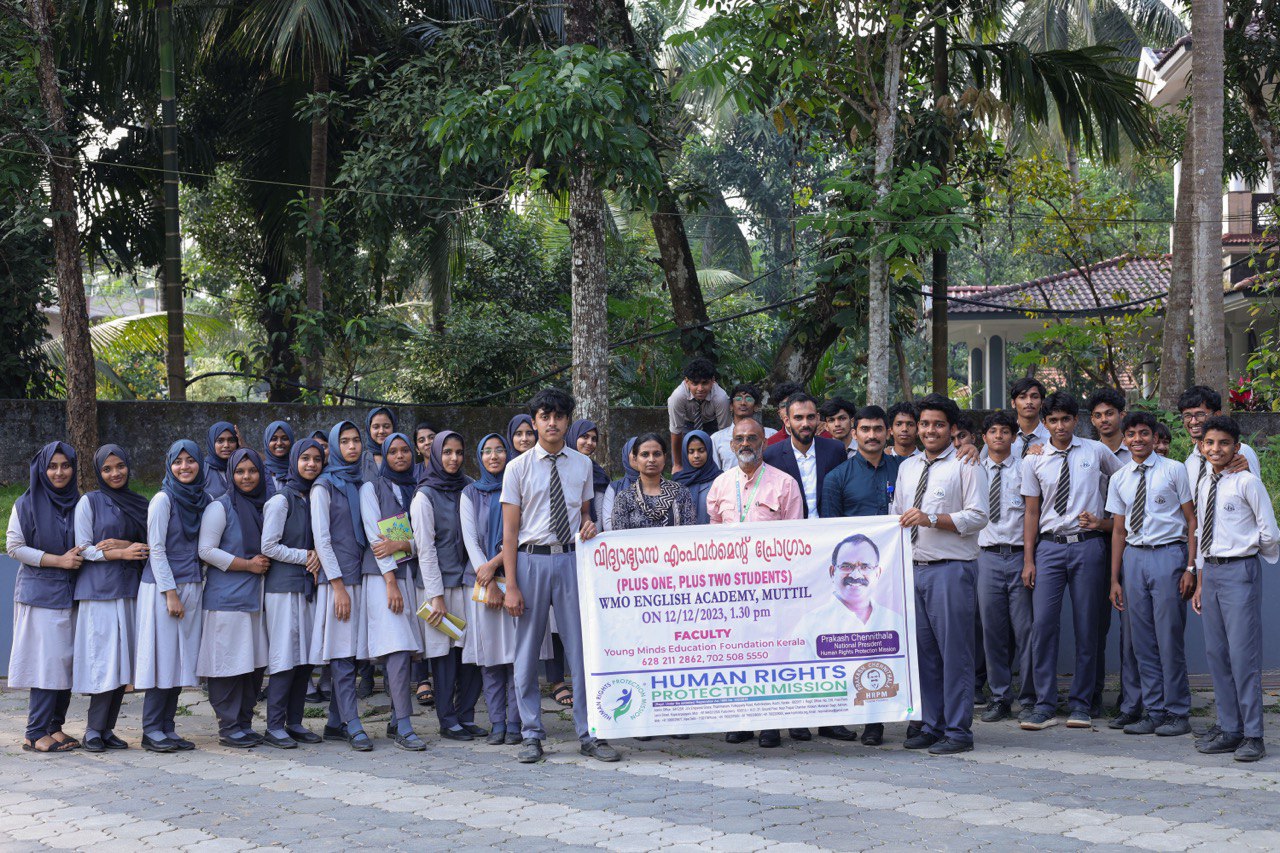 വിദ്യാഭ്യാസ എംപവർമെന്റ് പ്രോഗ്രാം
(PLUS ONE, PLUS TWO STUDENTS)
WMO ENGLISH ACADEMY, MUTTIL
ON 12/12/2023, 1.30 pm
FACULTY
Young Minds Education Foundation Kerala
628 211 2862, 702 508 5550
Prakash Chennithala
National President
Human Rights Protection Mission
HUMAN RIGHTS PROTECTION MISSION
HUMAN RIGHTS
PROTECTION MISSION
PRAKASH CHENNITHALA
HRPM